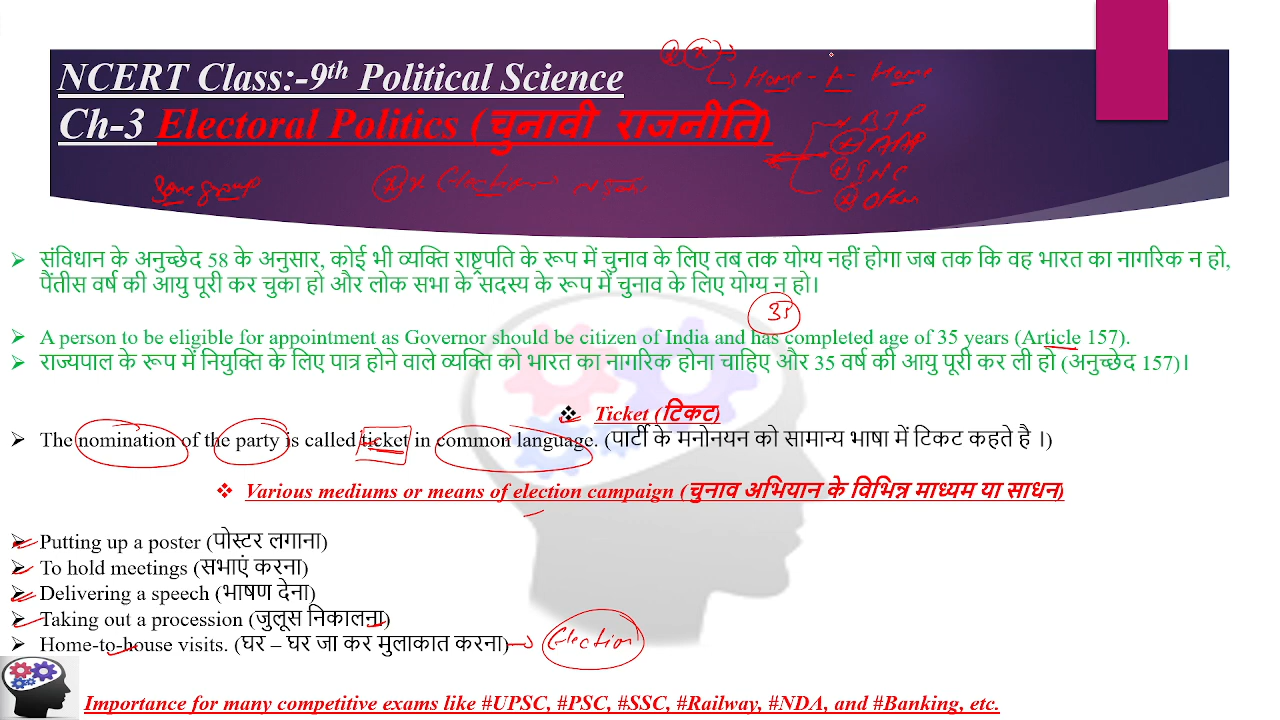 NCERT Class:-9th Political Science
Ch-3 Electoral Politics (चुनावी राजनीति)
Home - - Home
BJP
AAP
INC
Other
Some group
Election
संविधान के अनुच्छेद 58 के अनुसार, कोई भी व्यक्ति राष्ट्रपति के रूप में चुनाव के लिए तब तक योग्य नहीं होगा जब तक कि वह भारत का नागरिक न हो,
पैंतीस वर्ष की आयु पूरी कर चुका हो और लोक सभा के सदस्य के रूप में चुनाव के लिए योग्य न हो।
A person to be eligible for appointment as Governor should be citizen of India and has completed age of 35 years (Article 157).
राज्यपाल के रूप में नियुक्ति के लिए पात्र होने वाले व्यक्ति को भारत का नागरिक होना चाहिए और 35 वर्ष की आयु पूरी कर ली हो (अनुच्छेद 157)।
Ticket (टिकट)
The nomination of the party is called ticket in common language. (पार्टी के मनोनयन को सामान्य भाषा में टिकट कहते है ।)
Various mediums or means of election campaign (चुनाव अभियान के विभिन्न माध्यम या साधन)
Putting up a poster (पोस्टर लगाना)
To hold meetings (सभाएं करना)
Delivering a speech (भाषण देना)
Taking out a procession (जुलूस निकालना)
Home-to-house visits. (घर – घर जा कर मुलाकात करना) Election
Importance for many competitive exams like #UPSC, #PSC, #SSC, #Railway, #NDA, and #Banking, etc.